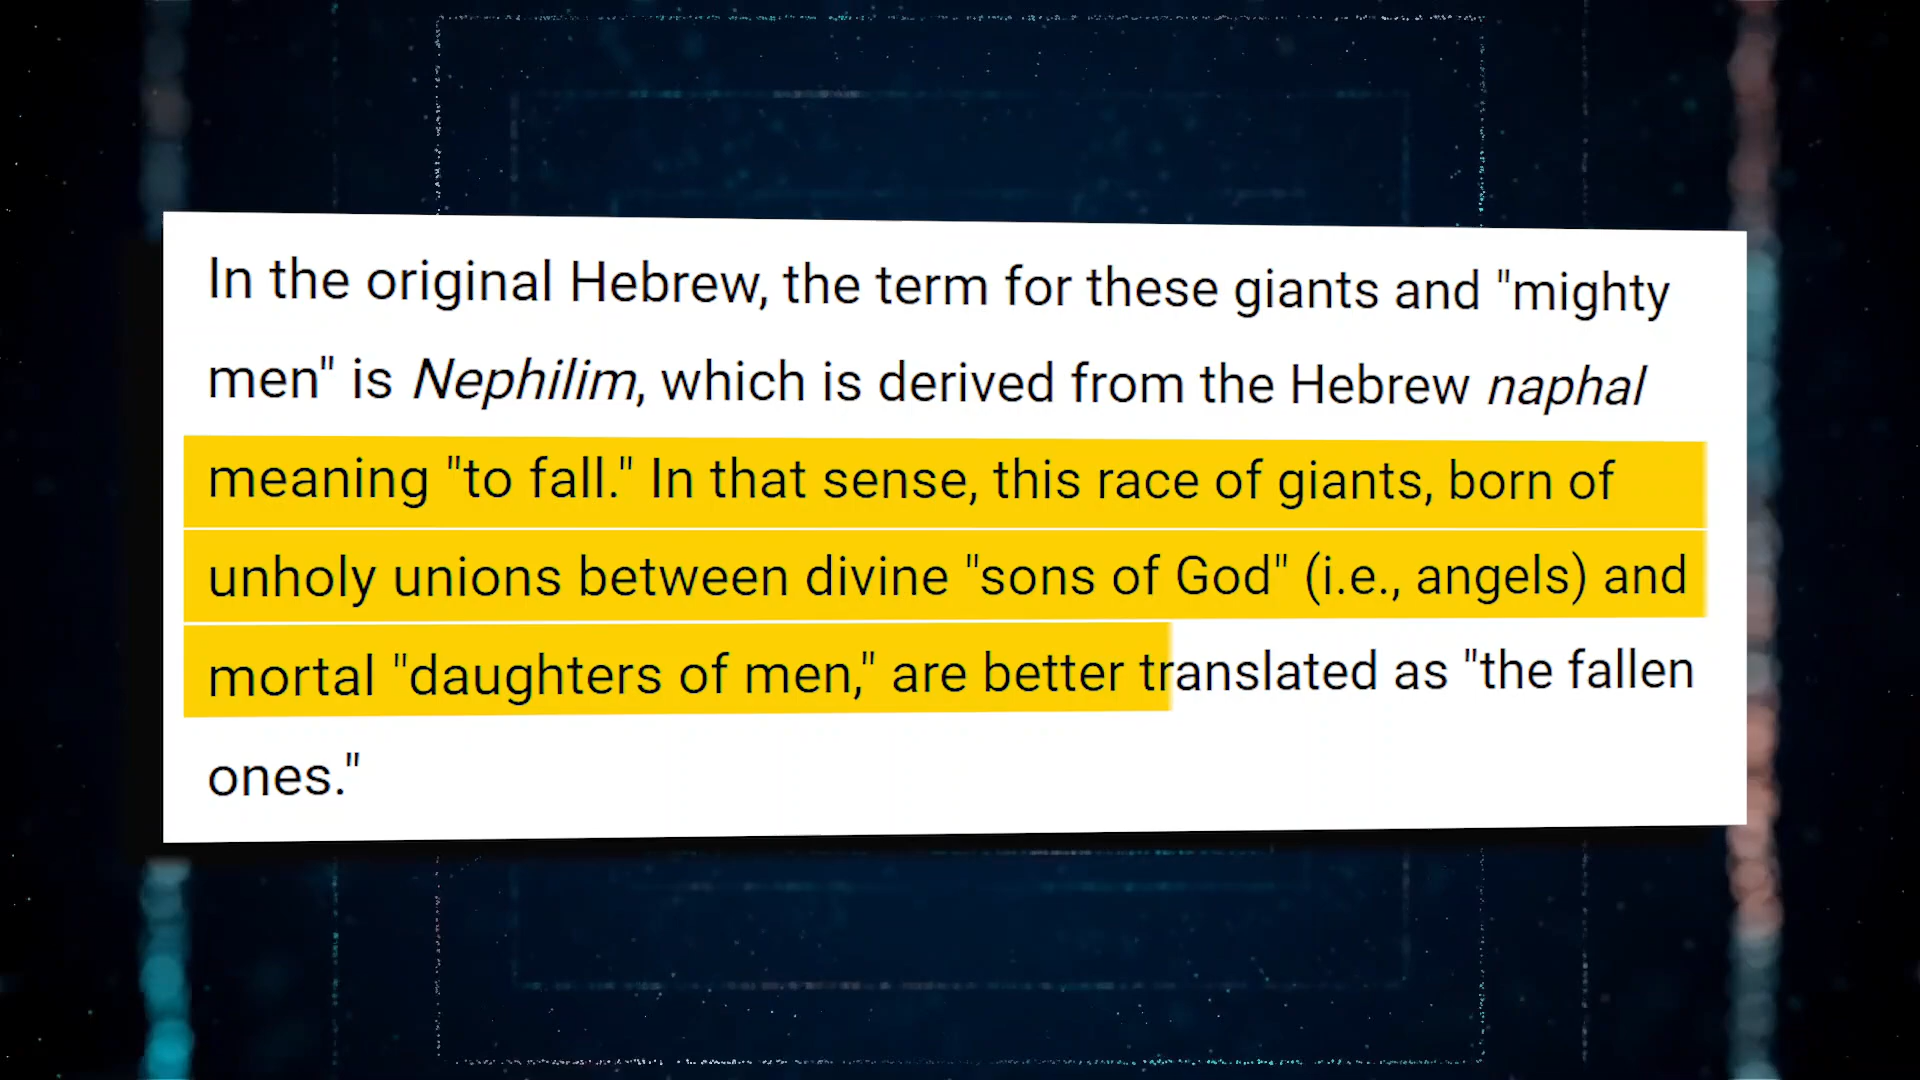 In the original Hebrew, the term for these giants and "mighty
men" is Nephilim, which is derived from the Hebrew naphal
meaning "to fall." In that sense, this race of giants, born of
unholy unions between divine "sons of God" (i.e., angels) and
mortal "daughters of men," are better translated as "the fallen
ones."